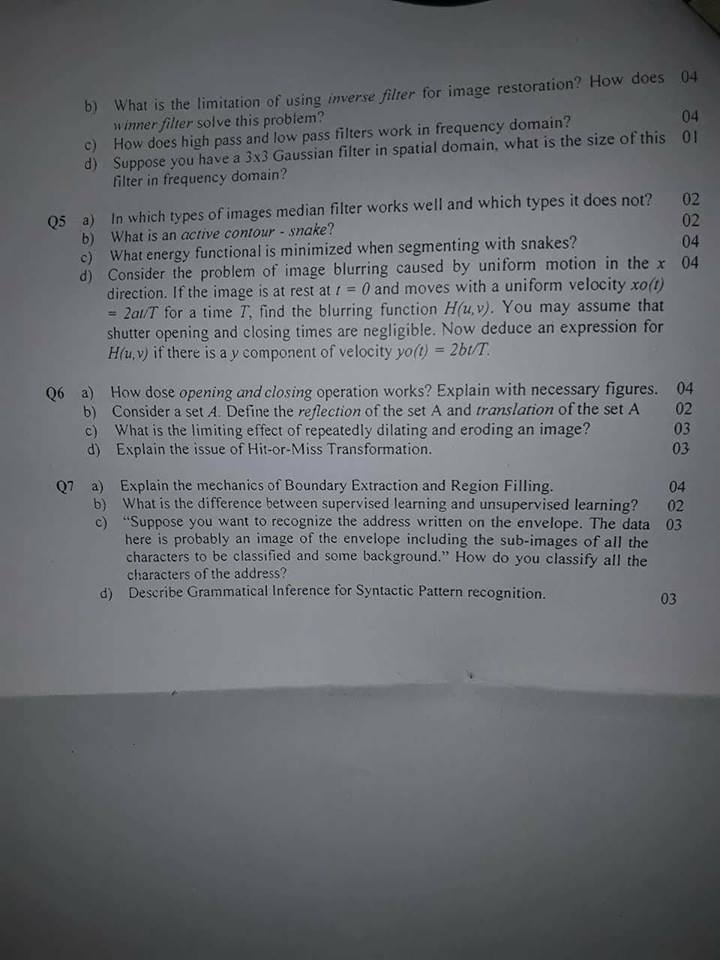 b) What is the limitation of using inverse filter for image restoration? How does 04
winner filter solve this problem?
c) How does high pass and low pass filters work in frequency domain? 04
d) Suppose you have a 3x3 Gaussian filter in spatial domain, what is the size of this 01
filter in frequency domain?
Q5 a) In which types of images median filter works well and which types it does not? 02
b) What is an active contour - snake? 02
c) What energy functional is minimized when segmenting with snakes? 04
d) Consider the problem of image blurring caused by uniform motion in the x 04
direction. If the image is at rest at t = 0 and moves with a uniform velocity xo(t)
= 2at/T for a time T, find the blurring function H(u,v). You may assume that
shutter opening and closing times are negligible. Now deduce an expression for
H(u,v) if there is a y component of velocity yo(t) = 2bt/T.
Q6 a) How dose opening and closing operation works? Explain with necessary figures. 04
b) Consider a set A. Define the reflection of the set A and translation of the set A 02
c) What is the limiting effect of repeatedly dilating and eroding an image? 03
d) Explain the issue of Hit-or-Miss Transformation. 03
Q7 a) Explain the mechanics of Boundary Extraction and Region Filling. 04
b) What is the difference between supervised learning and unsupervised learning? 02
c) “Suppose you want to recognize the address written on the envelope. The data 03
here is probably an image of the envelope including the sub-images of all the
characters to be classified and some background.” How do you classify all the
characters of the address?
d) Describe Grammatical Inference for Syntactic Pattern recognition. 03